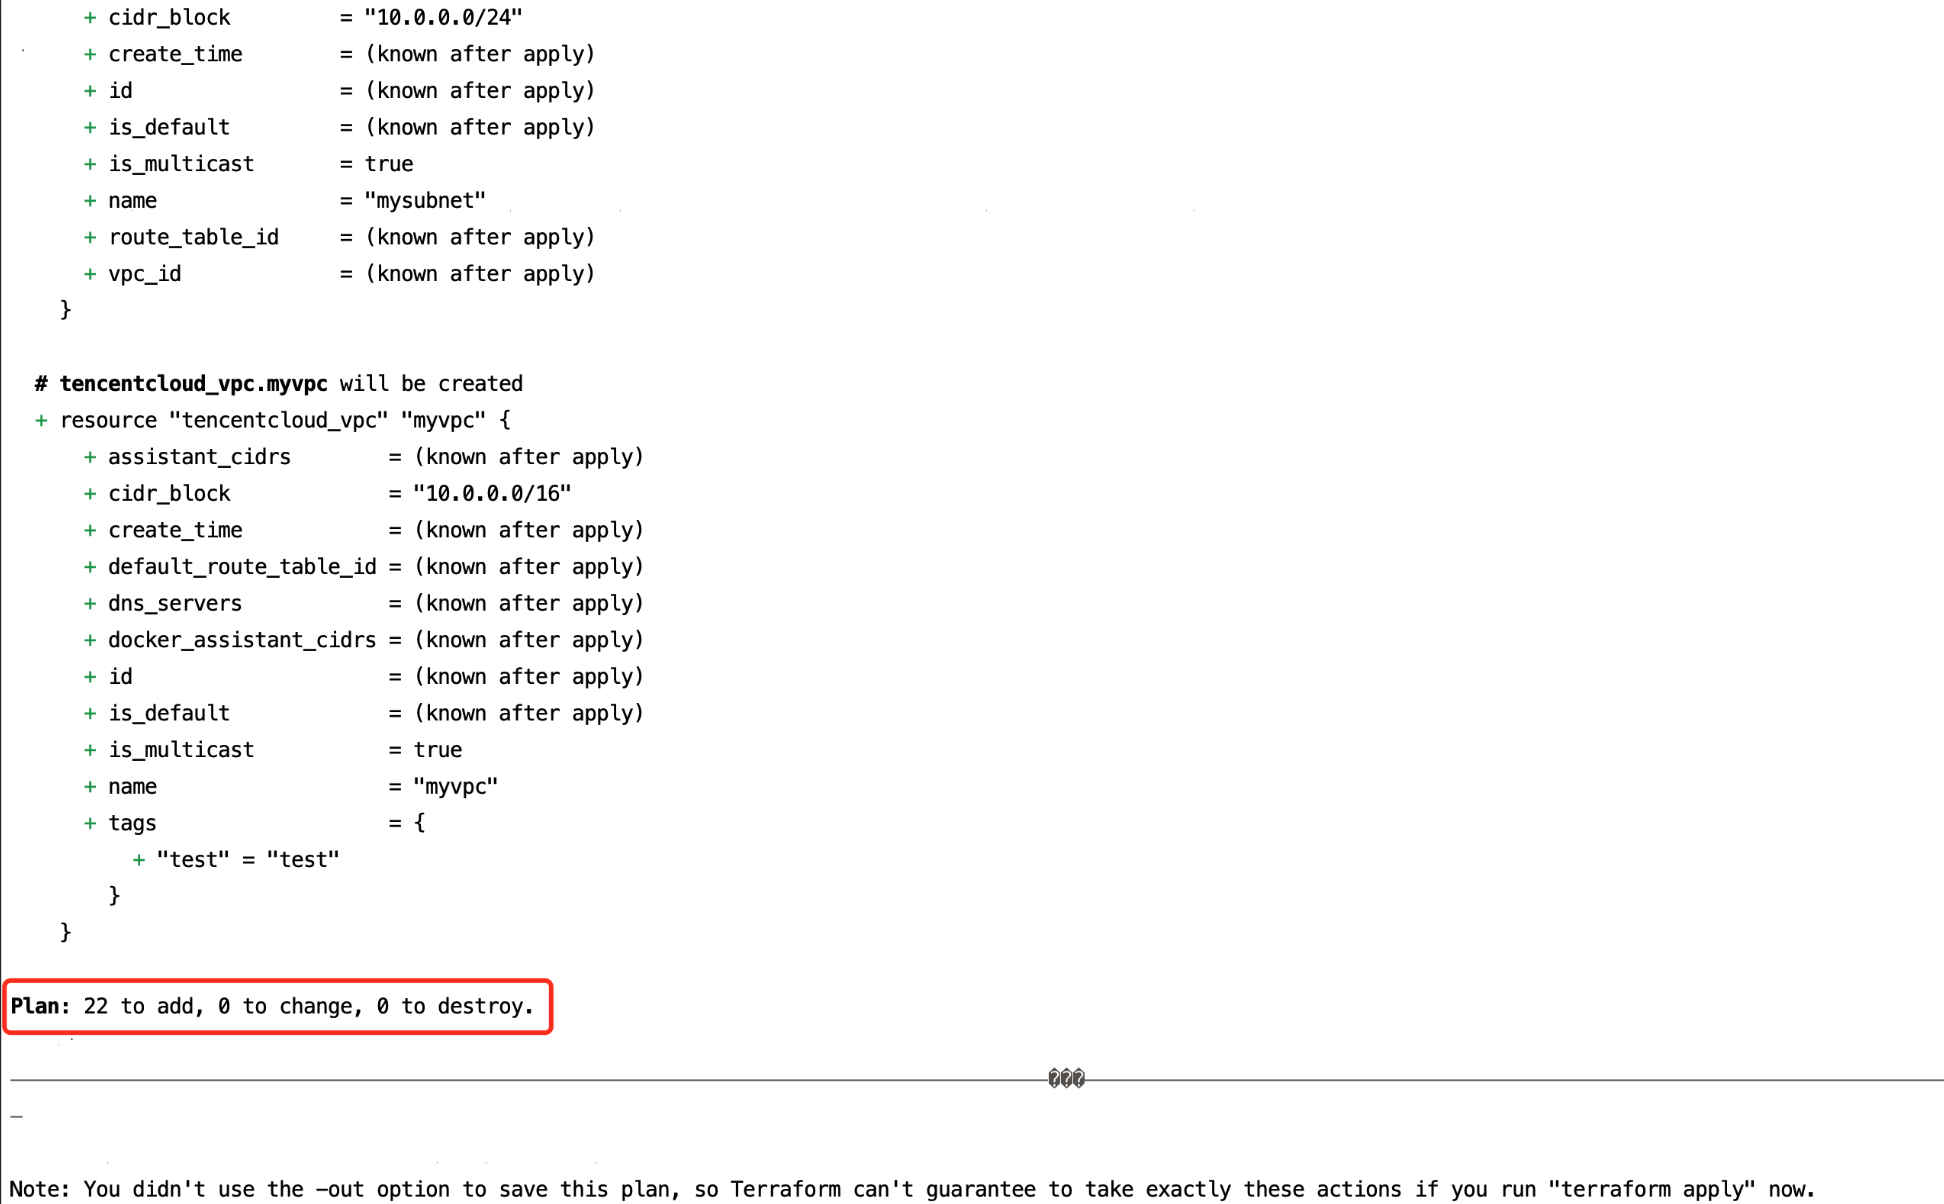 + cidr_block         = "10.0.0.0/24"
+ create_time        = (known after apply)
+ id                 = (known after apply)
+ is_default         = (known after apply)
+ is_multicast       = true
+ name               = "mysubnet"
+ route_table_id     = (known after apply)
+ vpc_id             = (known after apply)
}
# tencentcloud_vpc.myvpc will be created
+ resource "tencentcloud_vpc" "myvpc" {
+ assistant_cidrs        = (known after apply)
+ cidr_block             = "10.0.0.0/16"
+ create_time            = (known after apply)
+ default_route_table_id = (known after apply)
+ dns_servers            = (known after apply)
+ docker_assistant_cidrs = (known after apply)
+ id                     = (known after apply)
+ is_default             = (known after apply)
+ is_multicast           = true
+ name                   = "myvpc"
+ tags                   = {
+ "test" = "test"
}
}
Plan: 22 to add, 0 to change, 0 to destroy.
���
Note: You didn't use the –out option to save this plan, so Terraform can't guarantee to take exactly these actions if you run "terraform apply" now.